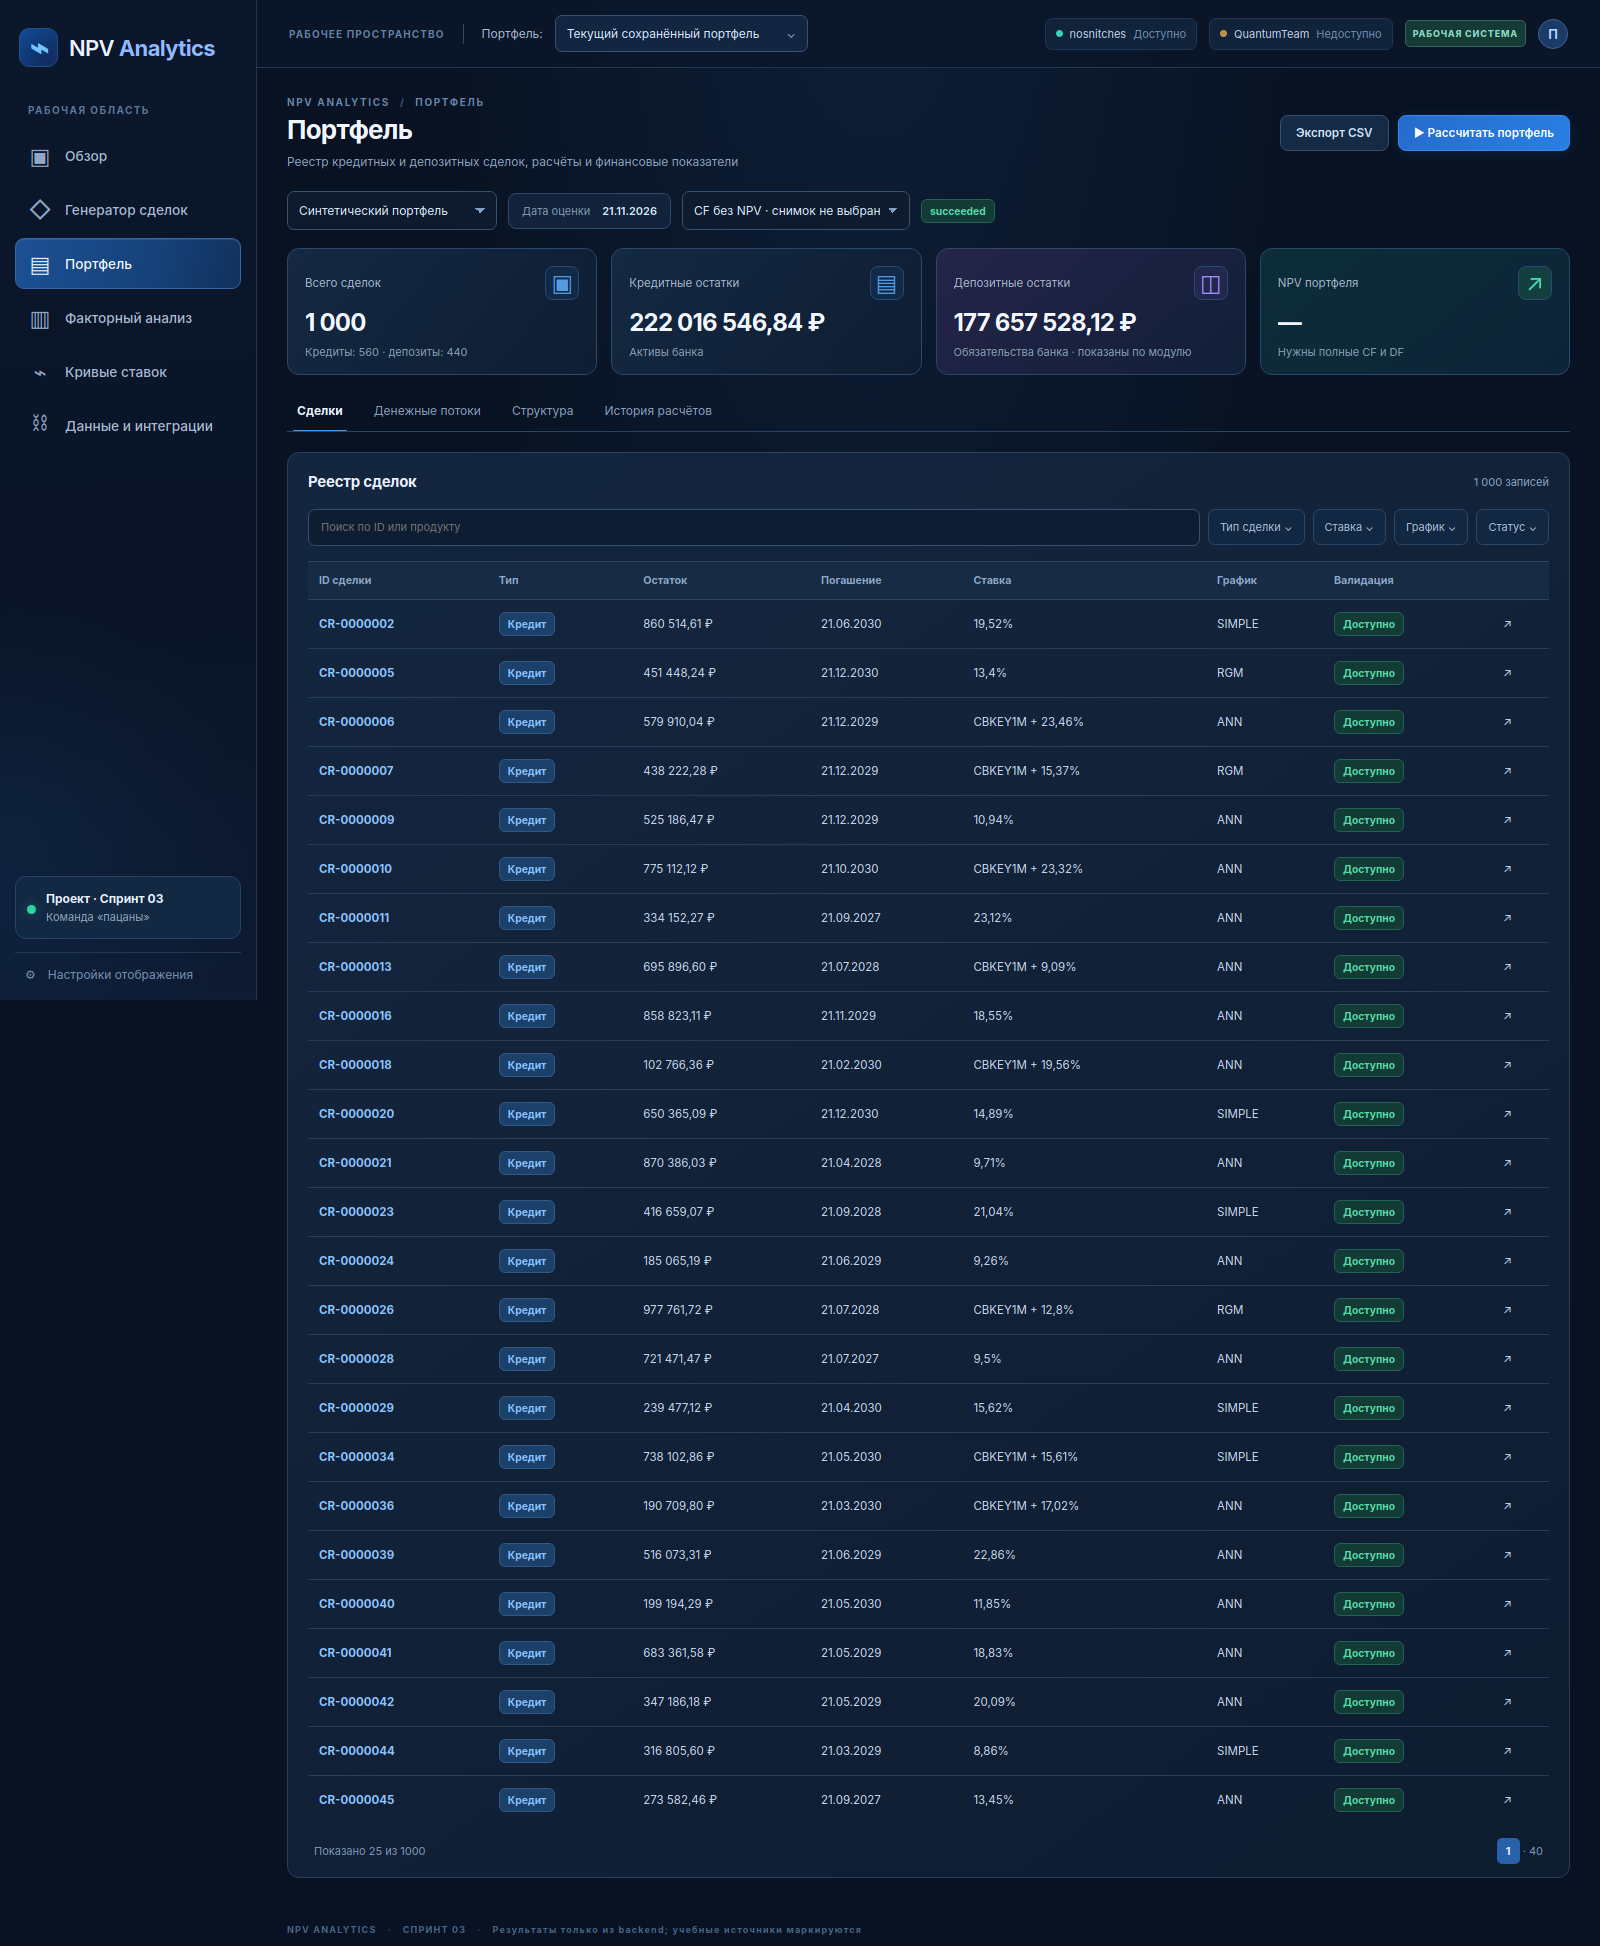 NPV Analytics
РАБОЧАЯ ОБЛАСТЬ
Обзор
Генератор сделок
Портфель
Факторный анализ
Кривые ставок
Данные и интеграции
Проект · Спринт 03
Команда «пацаны»
Настройки отображения
РАБОЧЕЕ ПРОСТРАНСТВО Портфель: Текущий сохранённый портфель nosnitches Доступно QuantumTeam Недоступно РАБОЧАЯ СИСТЕМА П
NPV ANALYTICS / ПОРТФЕЛЬ
Портфель
Реестр кредитных и депозитных сделок, расчёты и финансовые показатели
Экспорт CSV ▶ Рассчитать портфель
Синтетический портфель Дата оценки 21.11.2026 CF без NPV · снимок не выбран succeeded
Всего сделок
1 000
Кредиты: 560 · депозиты: 440
Кредитные остатки
222 016 546,84 ₽
Активы банка
Депозитные остатки
177 657 528,12 ₽
Обязательства банка · показаны по модулю
NPV портфеля
—
Нужны полные CF и DF
Сделки Денежные потоки Структура История расчётов
Реестр сделок 1 000 записей
Поиск по ID или продукту Тип сделки Ставка График Статус
ID сделки Тип Остаток Погашение Ставка График Валидация
CR-0000002 Кредит 860 514,61 ₽ 21.06.2030 19,52% SIMPLE Доступно ↗
CR-0000005 Кредит 451 448,24 ₽ 21.12.2030 13,4% RGM Доступно ↗
CR-0000006 Кредит 579 910,04 ₽ 21.12.2029 CBKEY1M + 23,46% ANN Доступно ↗
CR-0000007 Кредит 438 222,28 ₽ 21.12.2029 CBKEY1M + 15,37% RGM Доступно ↗
CR-0000009 Кредит 525 186,47 ₽ 21.12.2029 10,94% ANN Доступно ↗
CR-0000010 Кредит 775 112,12 ₽ 21.10.2030 CBKEY1M + 23,32% ANN Доступно ↗
CR-0000011 Кредит 334 152,27 ₽ 21.09.2027 23,12% ANN Доступно ↗
CR-0000013 Кредит 695 896,60 ₽ 21.07.2028 CBKEY1M + 9,09% ANN Доступно ↗
CR-0000016 Кредит 858 823,11 ₽ 21.11.2029 18,55% ANN Доступно ↗
CR-0000018 Кредит 102 766,36 ₽ 21.02.2030 CBKEY1M + 19,56% ANN Доступно ↗
CR-0000020 Кредит 650 365,09 ₽ 21.12.2030 14,89% SIMPLE Доступно ↗
CR-0000021 Кредит 870 386,03 ₽ 21.04.2028 9,71% ANN Доступно ↗
CR-0000023 Кредит 416 659,07 ₽ 21.09.2028 21,04% SIMPLE Доступно ↗
CR-0000024 Кредит 185 065,19 ₽ 21.06.2029 9,26% ANN Доступно ↗
CR-0000026 Кредит 977 761,72 ₽ 21.07.2028 CBKEY1M + 12,8% RGM Доступно ↗
CR-0000028 Кредит 721 471,47 ₽ 21.07.2027 9,5% ANN Доступно ↗
CR-0000029 Кредит 239 477,12 ₽ 21.04.2030 15,62% SIMPLE Доступно ↗
CR-0000034 Кредит 738 102,86 ₽ 21.05.2030 CBKEY1M + 15,61% SIMPLE Доступно ↗
CR-0000036 Кредит 190 709,80 ₽ 21.03.2030 CBKEY1M + 17,02% ANN Доступно ↗
CR-0000039 Кредит 516 073,31 ₽ 21.06.2029 22,86% ANN Доступно ↗
CR-0000040 Кредит 199 194,29 ₽ 21.05.2030 11,85% ANN Доступно ↗
CR-0000041 Кредит 683 361,58 ₽ 21.05.2029 18,83% ANN Доступно ↗
CR-0000042 Кредит 347 186,18 ₽ 21.05.2029 20,09% ANN Доступно ↗
CR-0000044 Кредит 316 805,60 ₽ 21.03.2029 8,86% SIMPLE Доступно ↗
CR-0000045 Кредит 273 582,46 ₽ 21.09.2027 13,45% ANN Доступно ↗
Показано 25 из 1000 1 · 40
NPV ANALYTICS · СПРИНТ 03 · Результаты только из backend; учебные источники маркируются